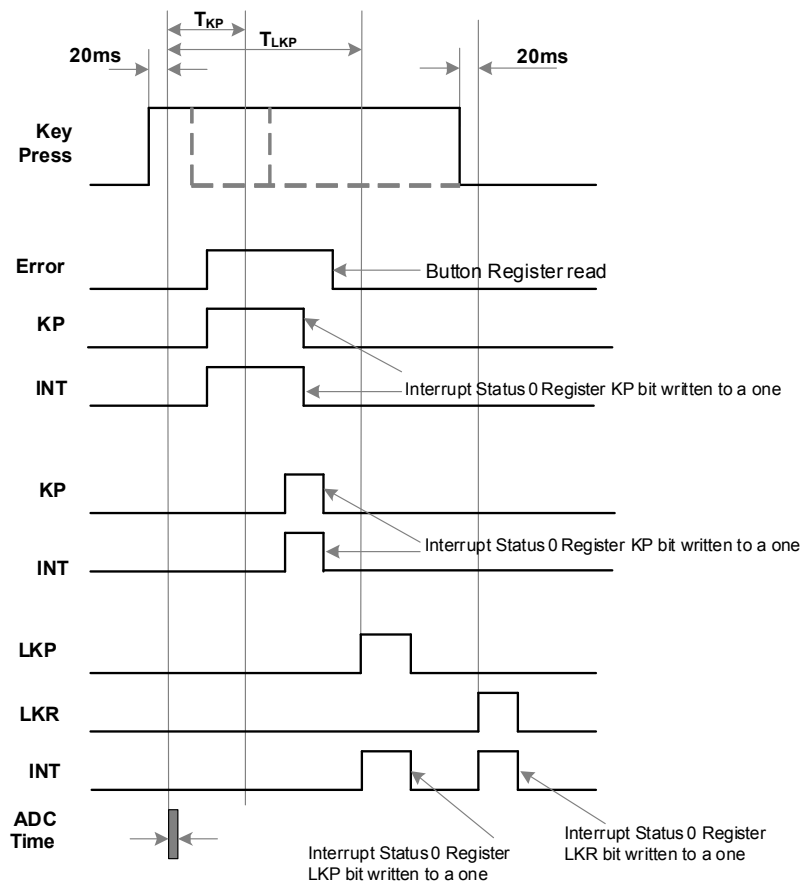 TKP
TLKP
20ms
20ms
Key
Press
Error
Button Register read
KP
INT
Interrupt Status 0 Register KP bit written to a one
KP
Interrupt Status 0 Register KP bit written to a one
INT
LKP
LKR
INT
ADC
Time
Interrupt Status 0 Register
LKP bit written to a one
Interrupt Status 0 Register
LKR bit written to a one